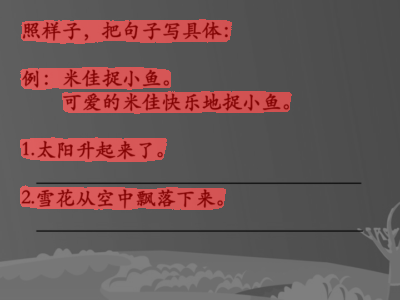 照样子，把句子写具体：
例：米佳捉小鱼。
可爱的米佳快乐地捉小鱼。
1.太阳升起来了。
2.雪花从空中飘落下来。